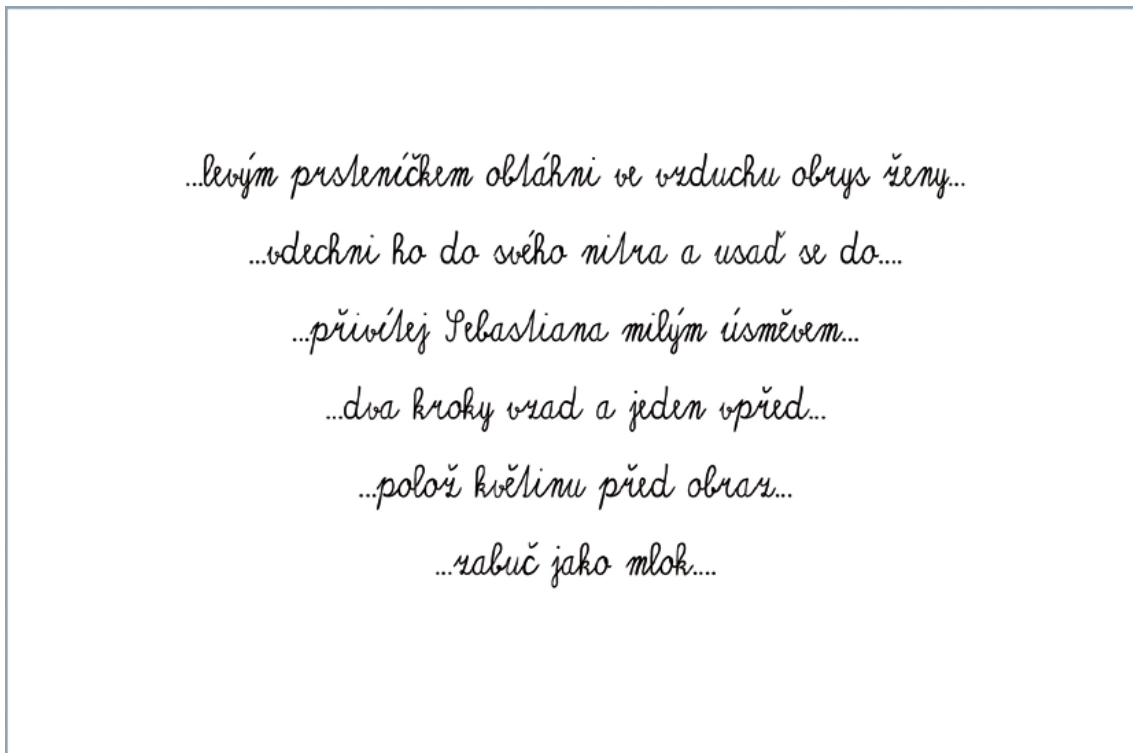 ...levým prsteníčkem obtáhni ve vzduchu obrys ženy...
...vdechni ho do svého nitra a usaď se do....
...přivítej Sebastiana milým úsměvem...
...dva kroky vzad a jeden vpřed...
...polož květinu před obraz...
...zabuč jako mlok....